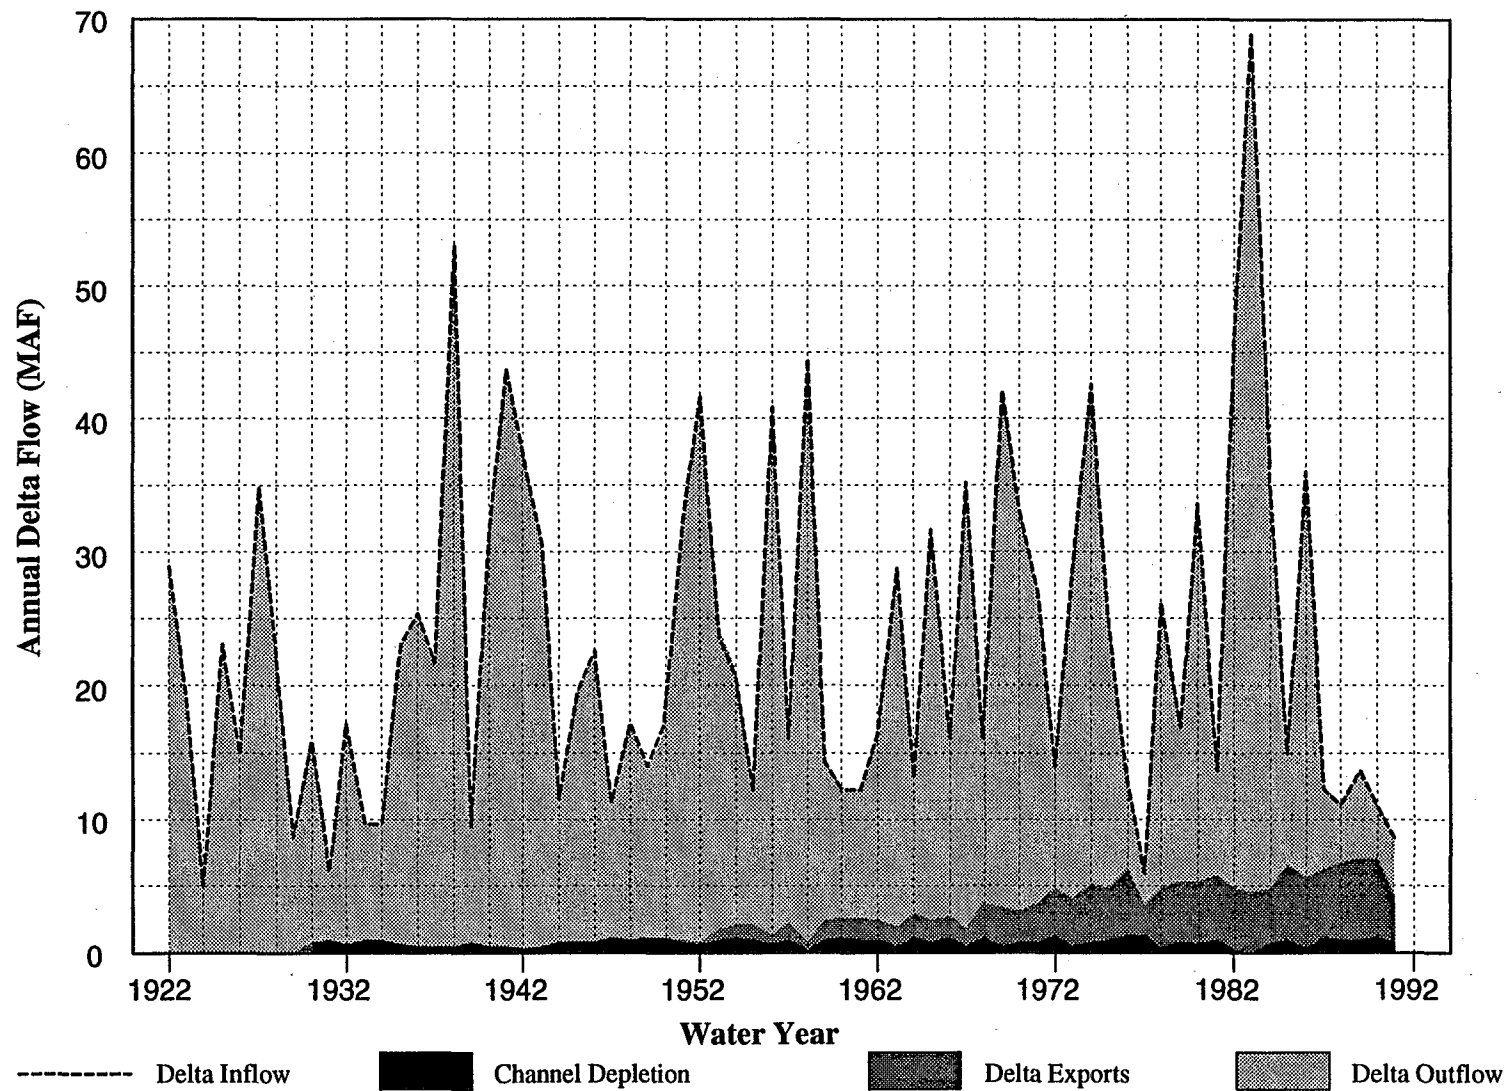 70
60
50
40
30
20
10
0
Annual Delta Flow (MAF)
1922 1932 1942 1952 1962 1972 1982 1992
Water Year
Delta Inflow Channel Depletion Delta Exports Delta Outflow